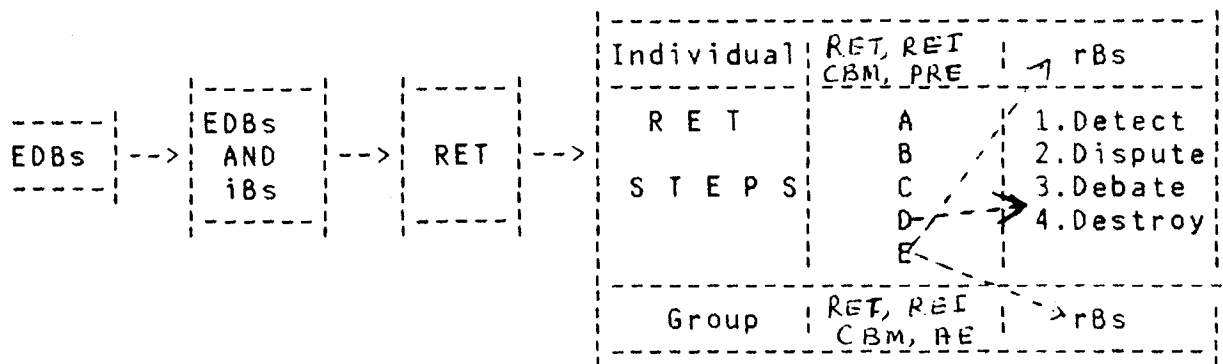 Individual RET, REI rBs
CBM, PRE
EDBs
EDBs AND RET R E T A 1.Detect
iBs B 2.Dispute
S T E P S C 3.Debate
D 4.Destroy
E
Group RET, REI rBs
CBM, AE